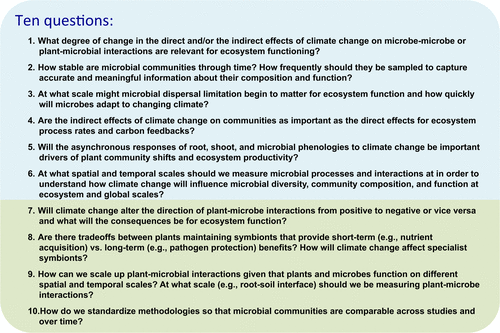 Ten questions:
1. What degree of change in the direct and/or the indirect effects of climate change on microbe-microbe or
plant-microbial interactions are relevant for ecosystem functioning?
2. How stable are microbial communities through time? How frequently should they be sampled to capture
accurate and meaningful information about their composition and function?
3. At what scale might microbial dispersal limitation begin to matter for ecosystem function and how quickly
will microbes adapt to changing climate?
4. Are the indirect effects of climate change on communities as important as the direct effects for ecosystem
process rates and carbon feedbacks?
5. Will the asynchronous responses of root, shoot, and microbial phenologies to climate change be important
drivers of plant community shifts and ecosystem productivity?
6. At what spatial and temporal scales should we measure microbial processes and interactions at in order to
understand how climate change will influence microbial diversity, community composition, and function at
ecosystem and global scales?
7. Will climate change alter the direction of plant-microbe interactions from positive to negative or vice versa
and what will the consequences be for ecosystem function?
8. Are there tradeoffs between plants maintaining symbionts that provide short-term (e.g., nutrient
acquisition) vs. long-term (e.g., pathogen protection) benefits? How will climate change affect specialist
symbionts?
9. How can we scale up plant-microbial interactions given that plants and microbes function on different
spatial and temporal scales? At what scale (e.g., root-soil interface) should we be measuring plant-microbe
interactions?
10.How do we standardize methodologies so that microbial communities are comparable across studies and
over time?